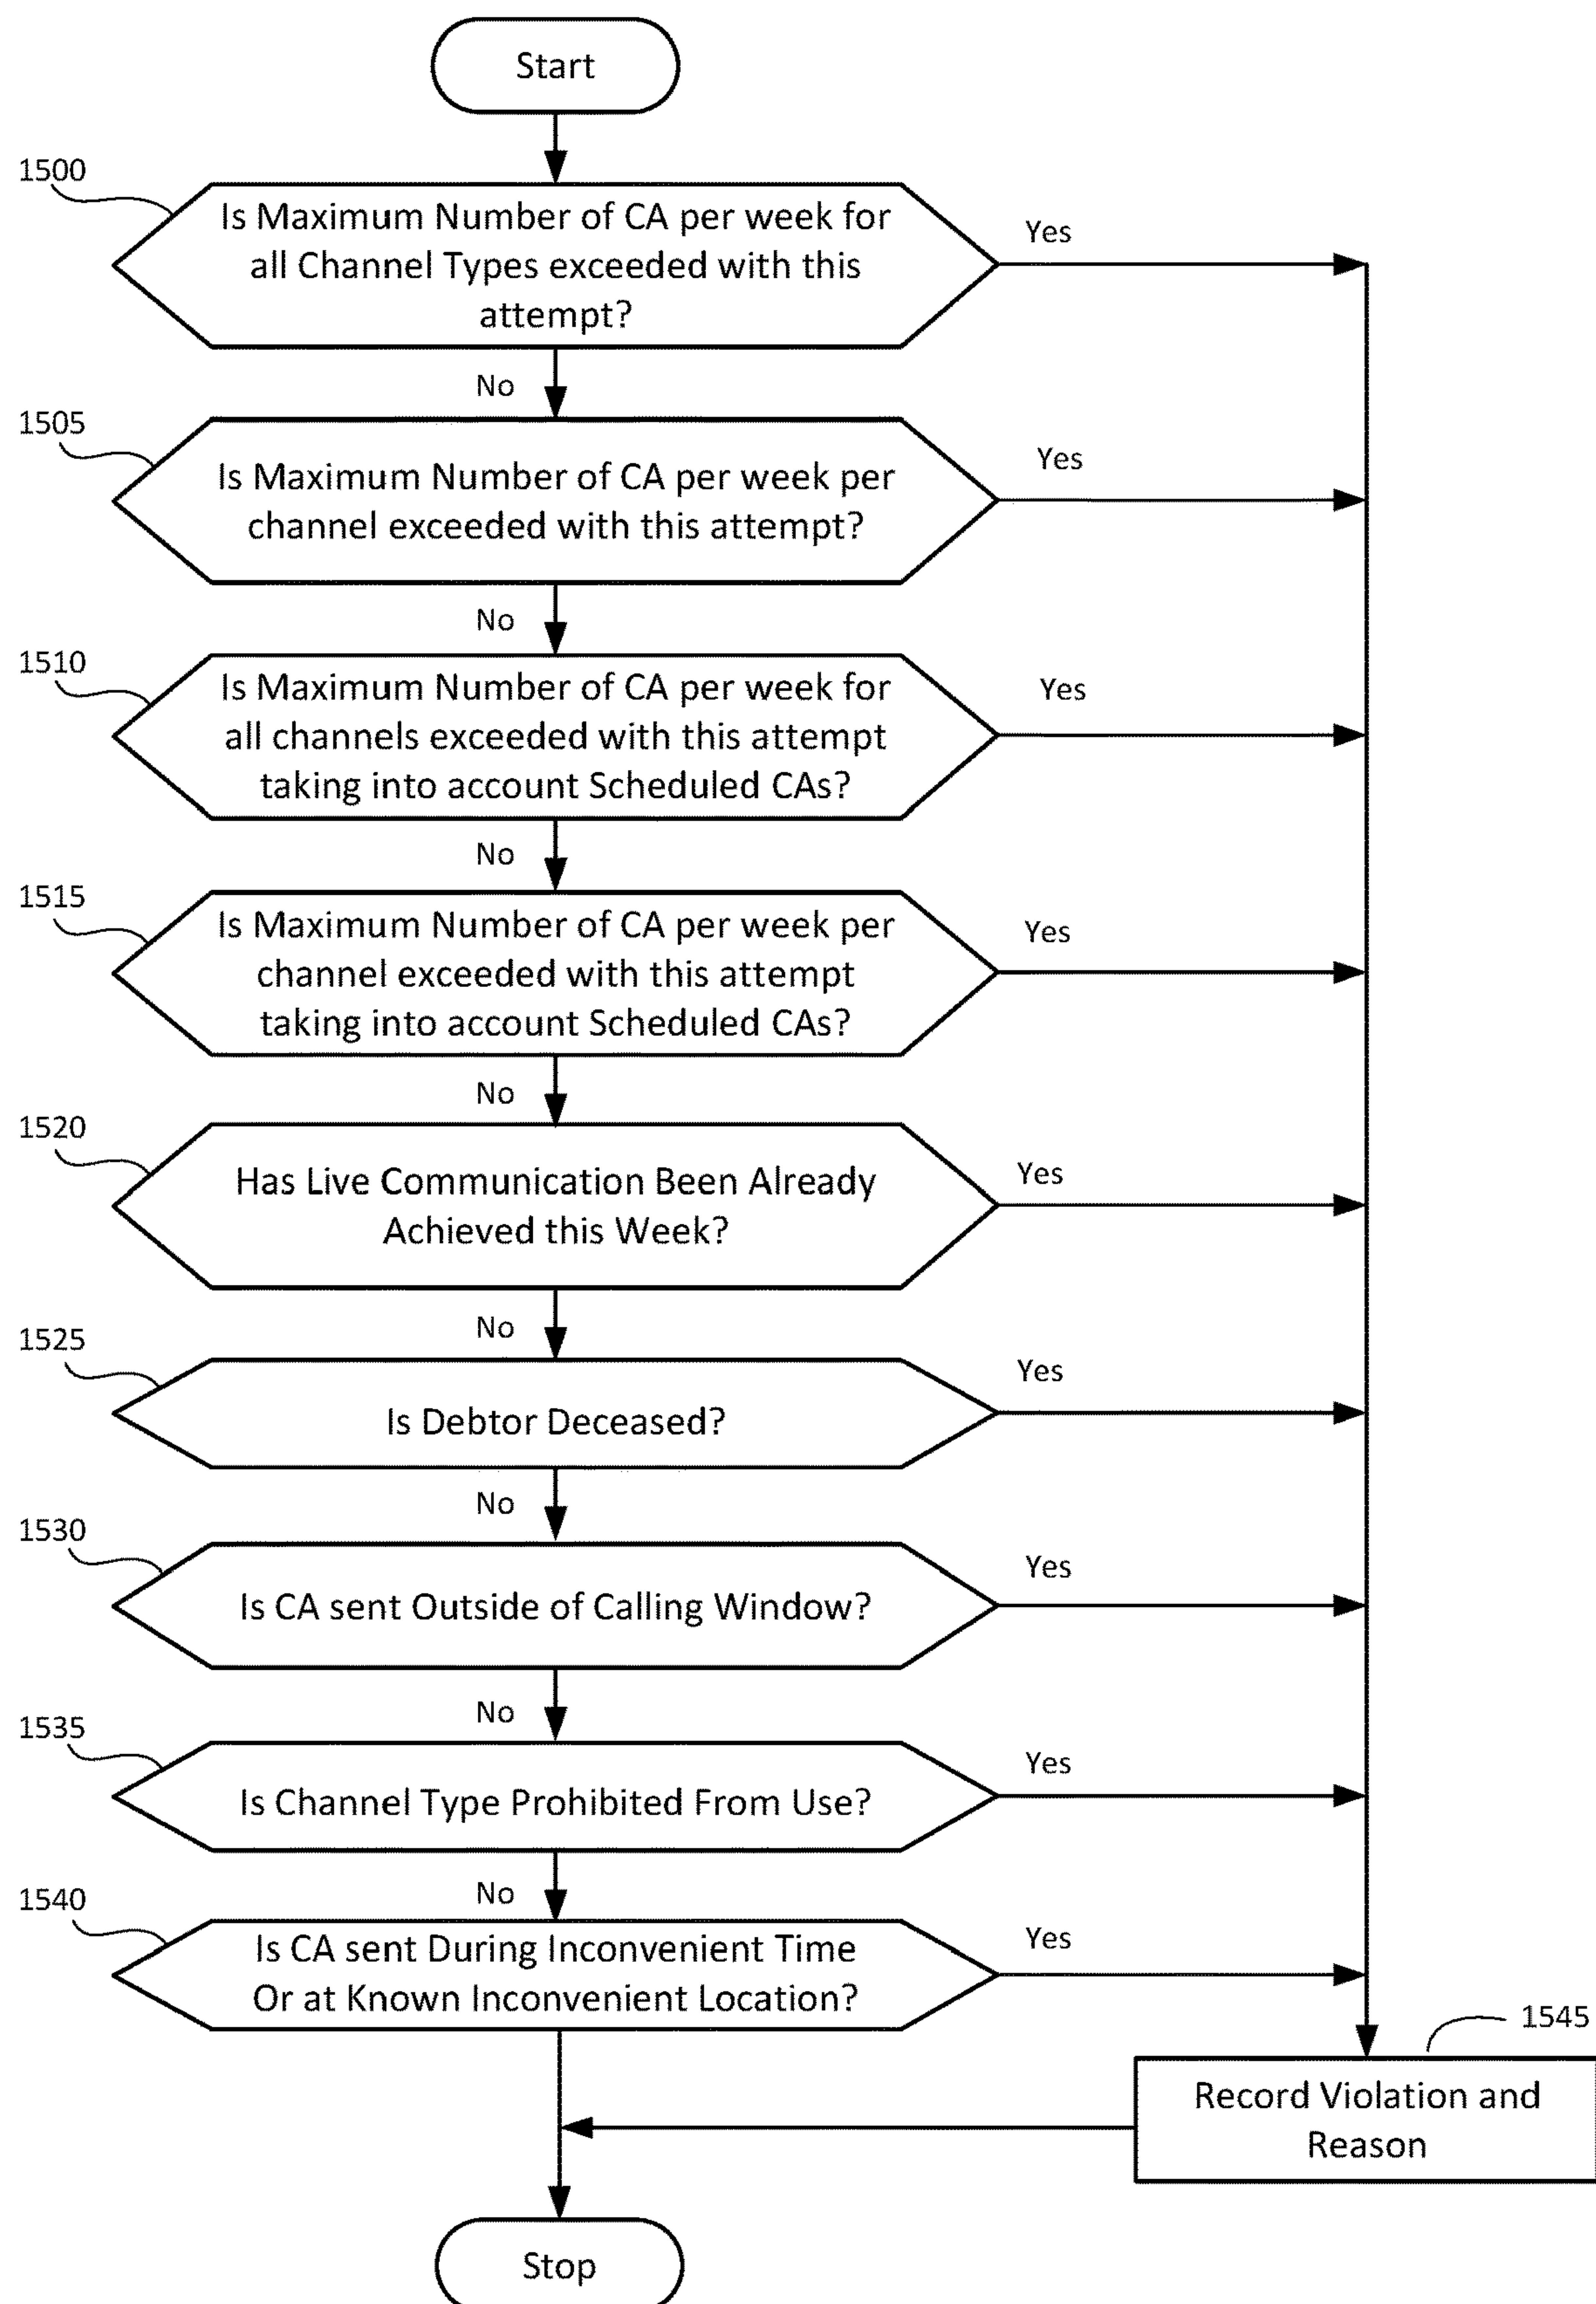 Start
1500
Is Maximum Number of CA per week for
all Channel Types exceeded with this
attempt?
Yes
No
1505
Is Maximum Number of CA per week per
channel exceeded with this attempt?
Yes
No
1510
Is Maximum Number of CA per week for
all channels exceeded with this attempt
taking into account Scheduled CAs?
Yes
No
1515
Is Maximum Number of CA per week per
channel exceeded with this attempt
taking into account Scheduled CAs?
Yes
No
1520
Has Live Communication Been Already
Achieved this Week?
Yes
No
1525
Is Debtor Deceased?
Yes
No
1530
Is CA sent Outside of Calling Window?
Yes
No
1535
Is Channel Type Prohibited From Use?
Yes
No
1540
Is CA sent During Inconvenient Time
Or at Known Inconvenient Location?
Yes
1545
Record Violation and
Reason
Stop